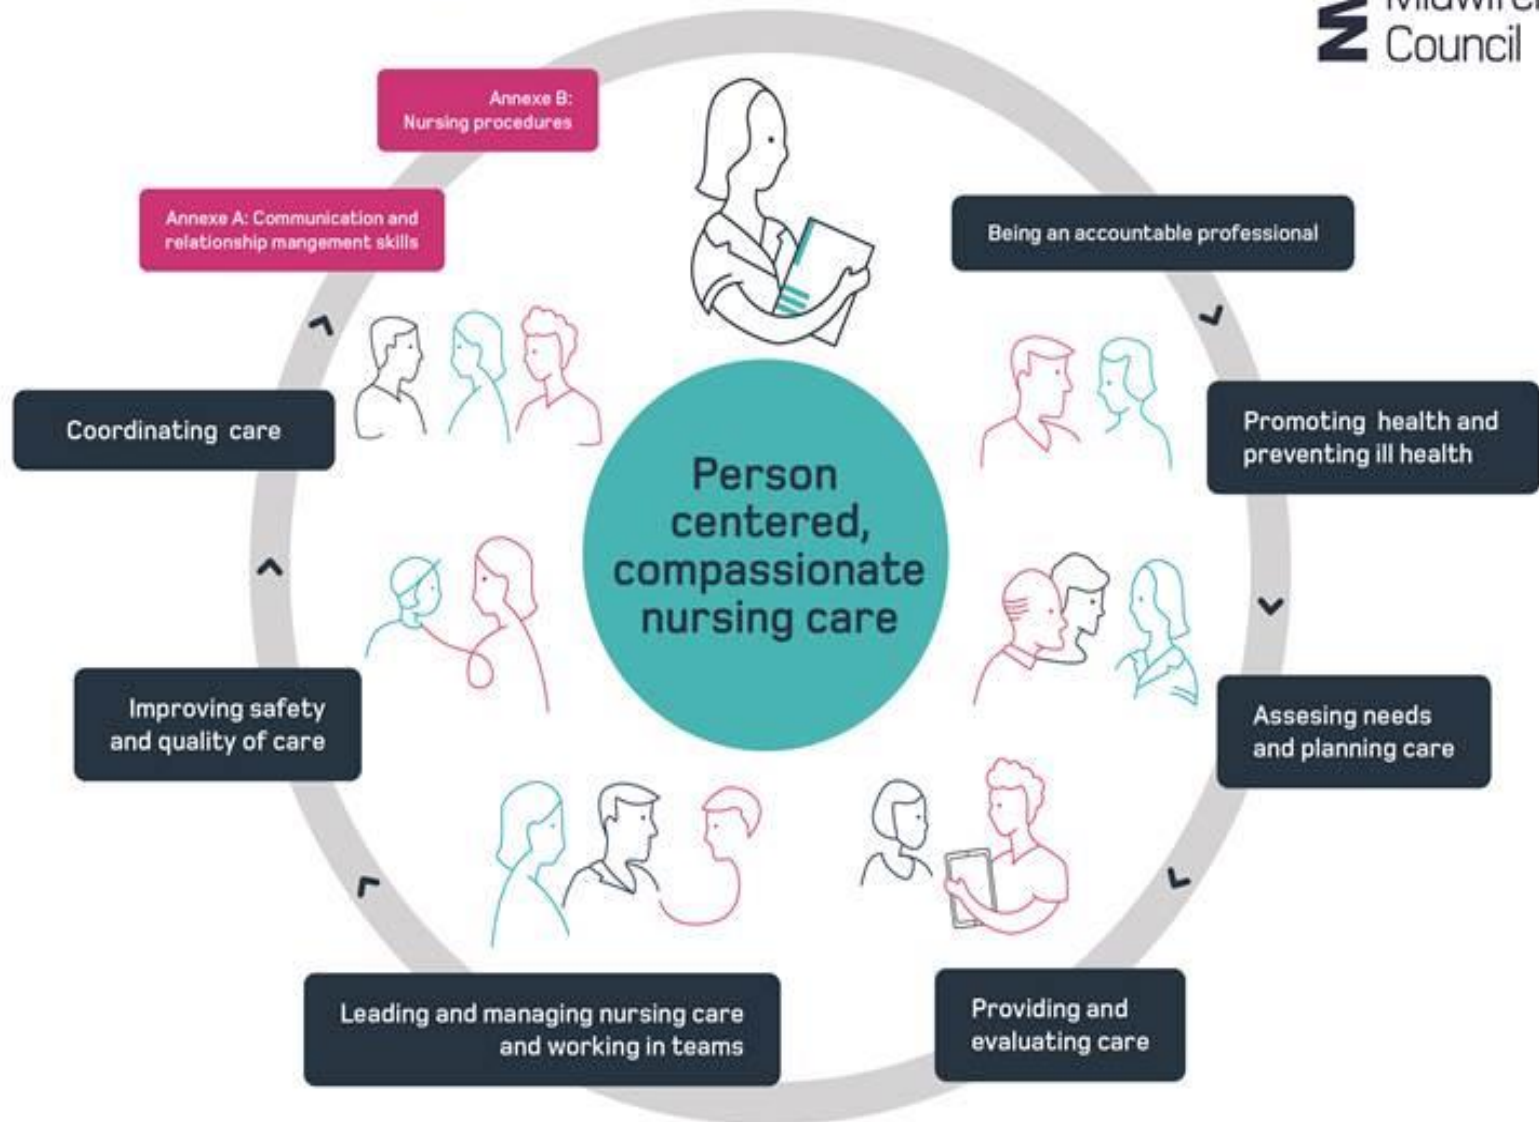 Council
Annexe B:
Nursing procedures
Annexe A: Communication and
relationship mangement skills
Being an accountable professional
Coordinating care
Promoting health and
preventing ill health
Person
centered,
compassionate
nursing care
Improving safety
and quality of care
Assesing needs
and planning care
Leading and managing nursing care
and working in teams
Providing and
evaluating care